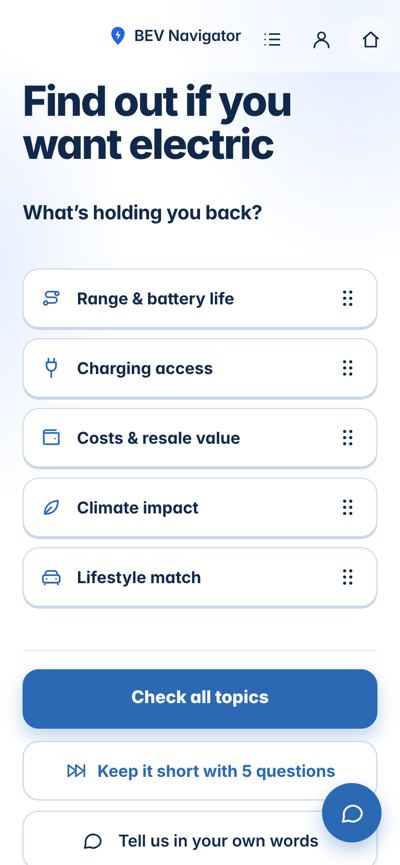 BEV Navigator
Find out if you
want electric
What’s holding you back?
Range & battery life
Charging access
Costs & resale value
Climate impact
Lifestyle match
Check all topics
Keep it short with 5 questions
Tell us in your own words